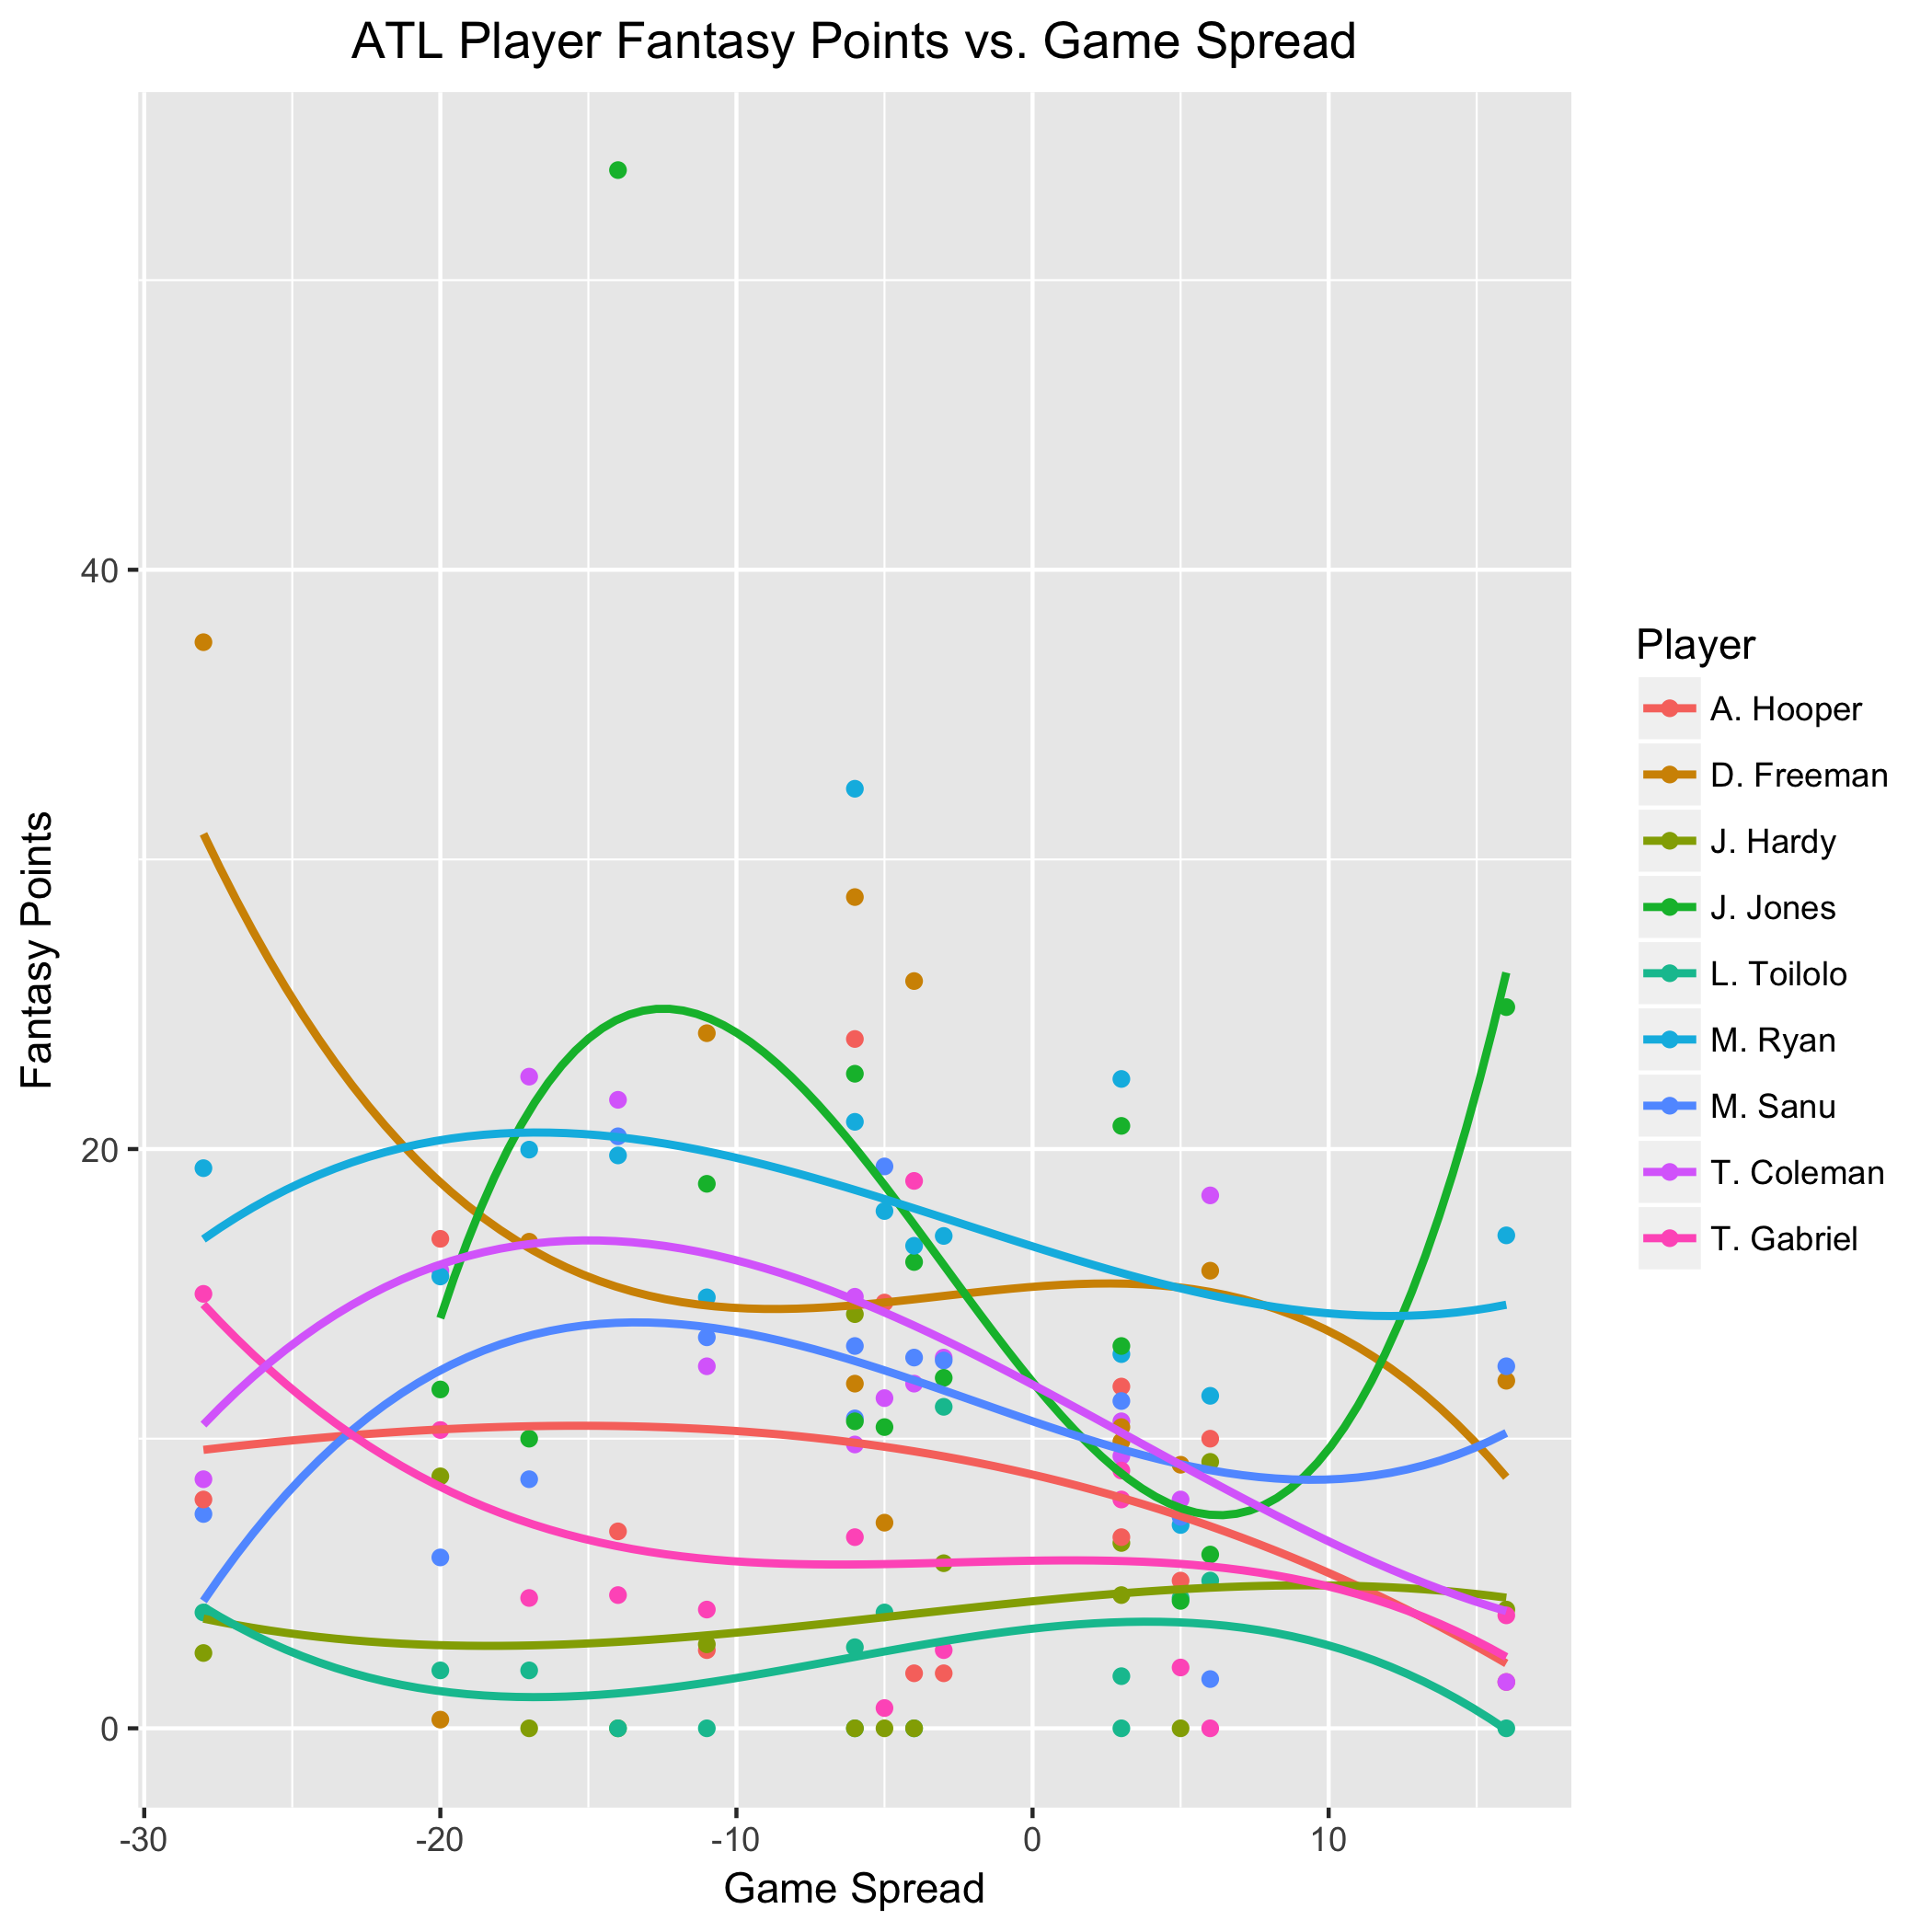 ATL Player Fantasy Points vs. Game Spread
Fantasy Points
40
20
0
-30
-20
-10
0
10
Game Spread
Player
A. Hooper
D. Freeman
J. Hardy
J. Jones
L. Toilolo
M. Ryan
M. Sanu
T. Coleman
T. Gabriel